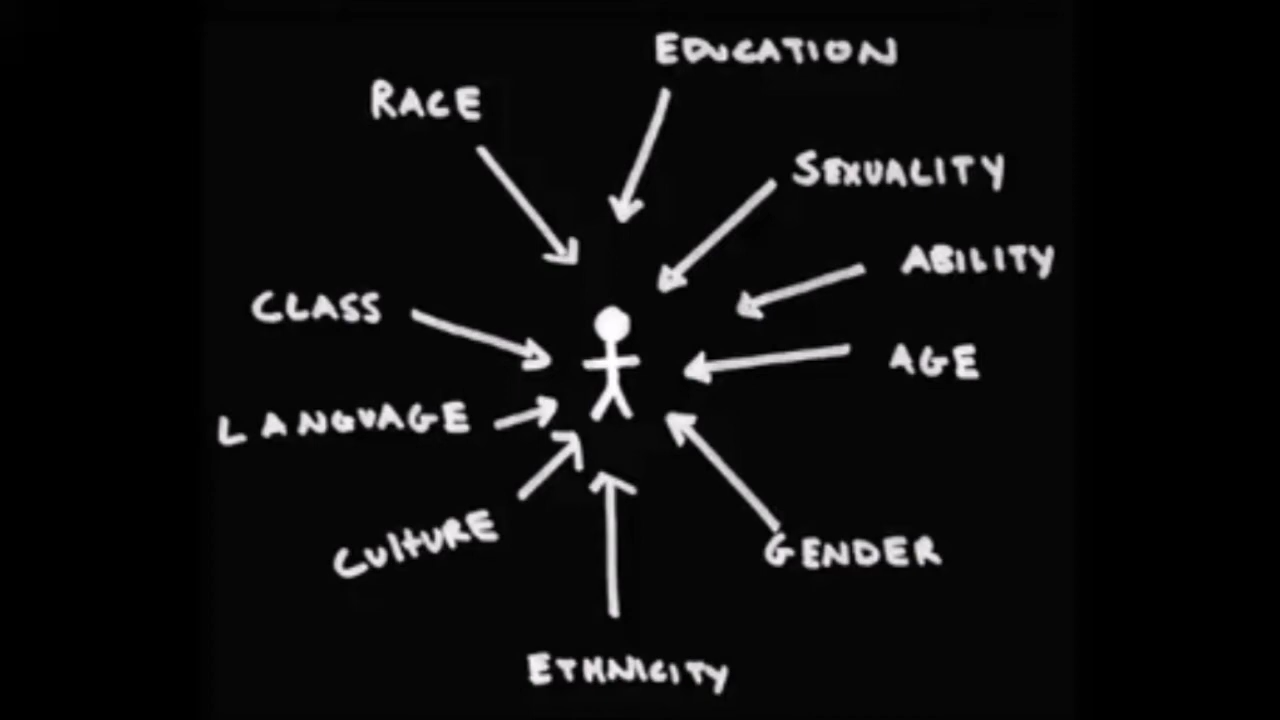 EDUCATION
RACE
SEXUALITY
ABILITY
CLASS
AGE
LANGUAGE
CULTURE
GENDER
ETHNICITY